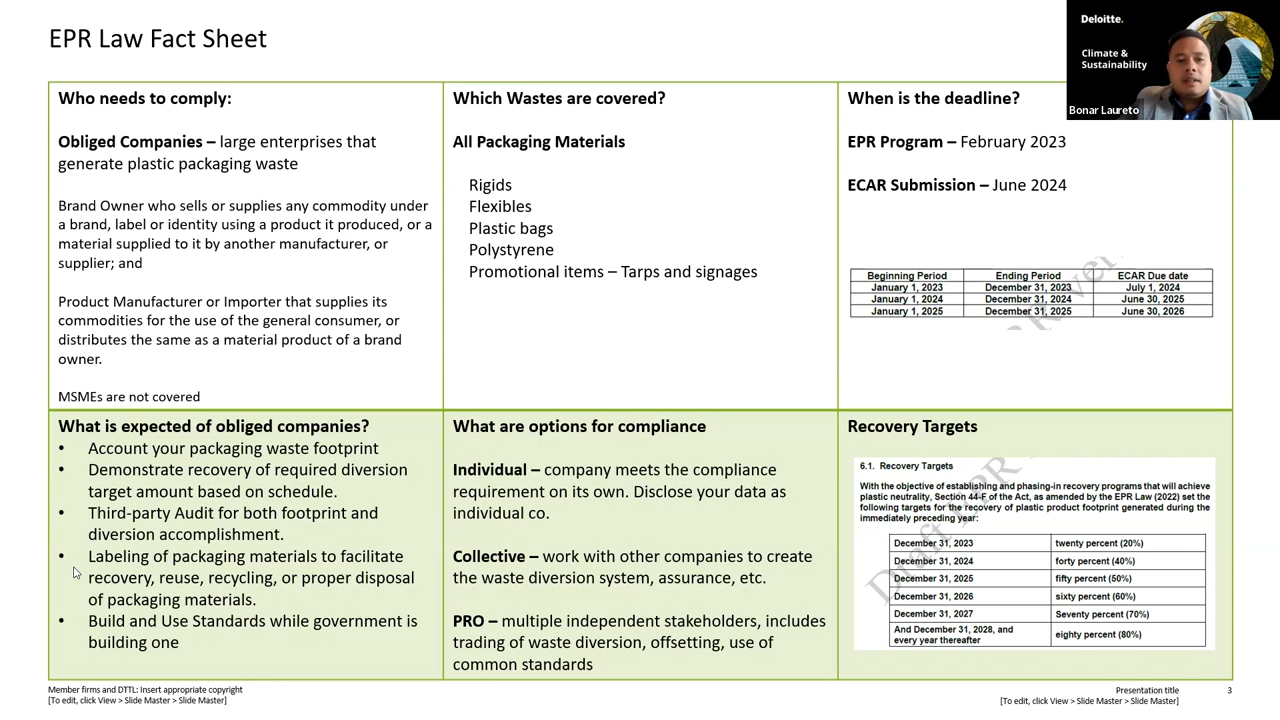 EPR Law Fact Sheet
Deloitte.
Climate &
Sustainability
Bonar Laureto
Who needs to comply:
Obliged Companies – large enterprises that
generate plastic packaging waste
Brand Owner who sells or supplies any commodity under
a brand, label or identity using a product it produced, or a
material supplied to it by another manufacturer, or
supplier; and
Product Manufacturer or Importer that supplies its
commodities for the use of the general consumer, or
distributes the same as a material product of a brand
owner.
MSMEs are not covered
Which Wastes are covered?
All Packaging Materials
Rigids
Flexibles
Plastic bags
Polystyrene
Promotional items – Tarps and signages
When is the deadline?
EPR Program – February 2023
ECAR Submission – June 2024
Beginning Period Ending Period ECAR Due date
January 1, 2023 December 31, 2023 July 1, 2024
January 1, 2024 December 31, 2024 June 30, 2025
January 1, 2025 December 31, 2025 June 30, 2026
What is expected of obliged companies?
• Account your packaging waste footprint
• Demonstrate recovery of required diversion
target amount based on schedule.
• Third-party Audit for both footprint and
diversion accomplishment.
• Labeling of packaging materials to facilitate
recovery, reuse, recycling, or proper disposal
of packaging materials.
• Build and Use Standards while government is
building one
What are options for compliance
Individual – company meets the compliance
requirement on its own. Disclose your data as
individual co.
Collective – work with other companies to create
the waste diversion system, assurance, etc.
PRO – multiple independent stakeholders, includes
trading of waste diversion, offsetting, use of
common standards
Recovery Targets
6.1. Recovery Targets
With the objective of establishing and phasing-in recovery programs that will achieve
plastic neutrality, Section 44-F of the Act, as amended by the EPR Law (2022) set the
following targets for the recovery of plastic product footprint generated during the
immediately preceding year:
December 31, 2023 twenty percent (20%)
December 31, 2024 forty percent (40%)
December 31, 2025 fifty percent (50%)
December 31, 2026 sixty percent (60%)
December 31, 2027 Seventy percent (70%)
And December 31, 2028, and
every year thereafter eighty percent (80%)
Draft EPR
Member firms and DTTL: Insert appropriate copyright
[To edit, click View > Slide Master > Slide Master]
Presentation title
[To edit, click View > Slide Master > Slide Master]
3